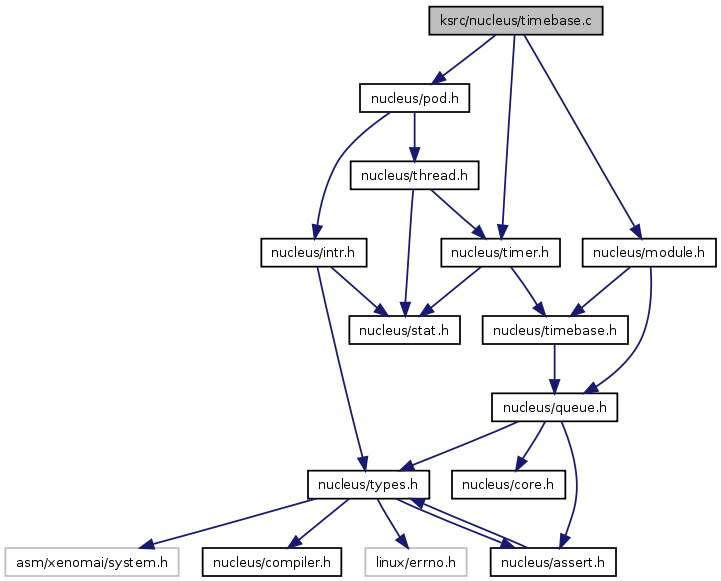 ksrc/nucleus/timebase.c
nucleus/pod.h
nucleus/thread.h
nucleus/intr.h
nucleus/timer.h
nucleus/module.h
nucleus/stat.h
nucleus/timebase.h
nucleus/queue.h
nucleus/types.h
nucleus/core.h
asm/xenomai/system.h
nucleus/compiler.h
linux/errno.h
nucleus/assert.h